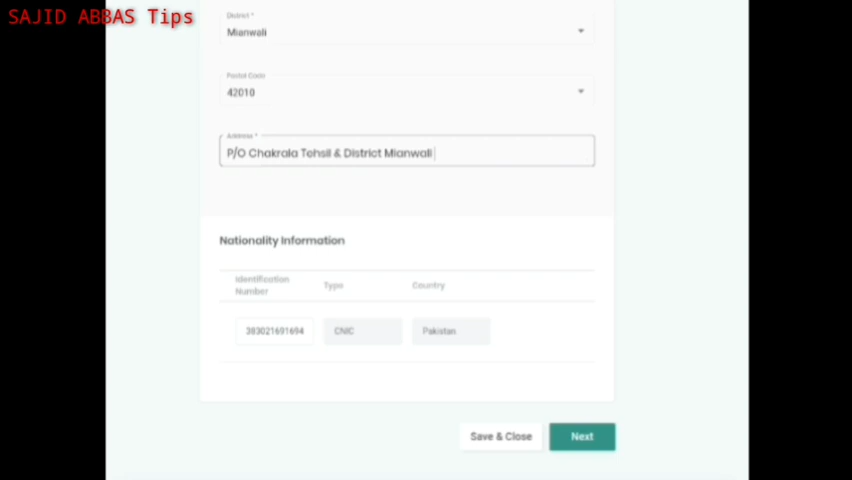 SAJID ABBAS Tips
District *
Mianwali
Postal Code
42010
Address *
P/O Chakrala Tehsil & District Mianwali
Nationality Information
Identification
Number
Type
Country
383021691694
CNIC
Pakistan
Save & Close
Next